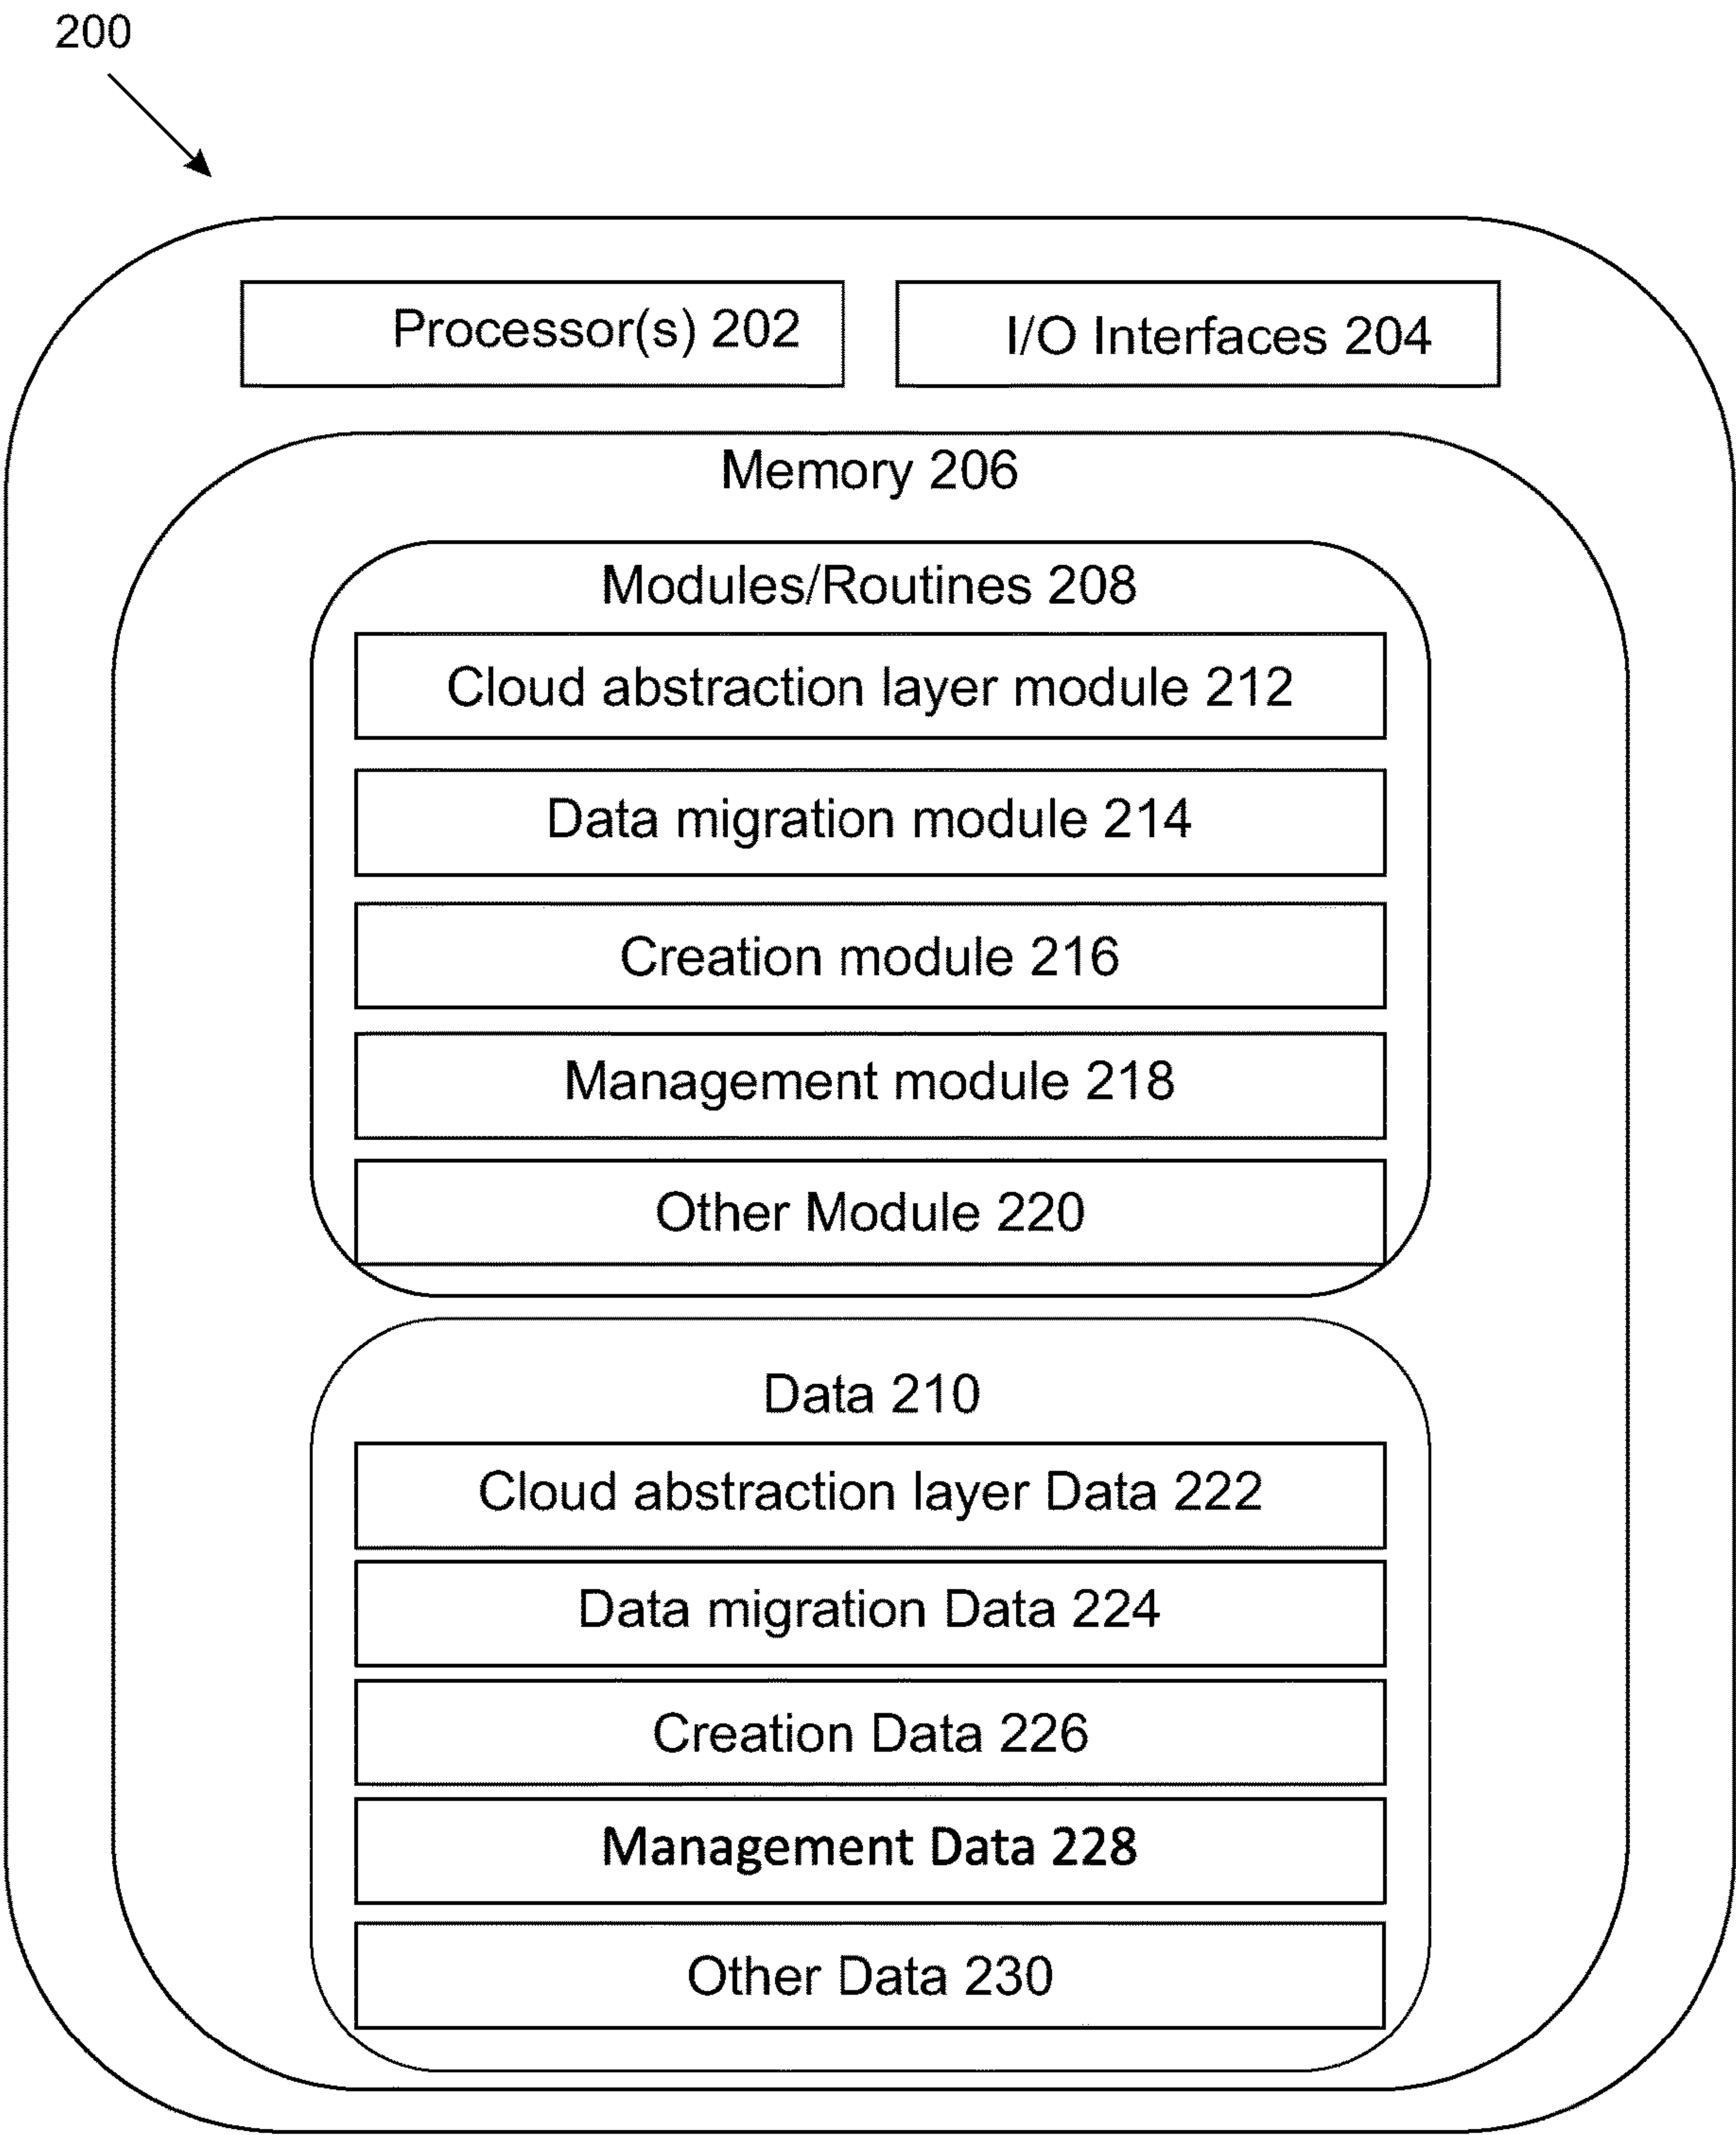 200
Processor(s) 202
I/O Interfaces 204
Memory 206
Modules/Routines 208
Cloud abstraction layer module 212
Data migration module 214
Creation module 216
Management module 218
Other Module 220
Data 210
Cloud abstraction layer Data 222
Data migration Data 224
Creation Data 226
Management Data 228
Other Data 230